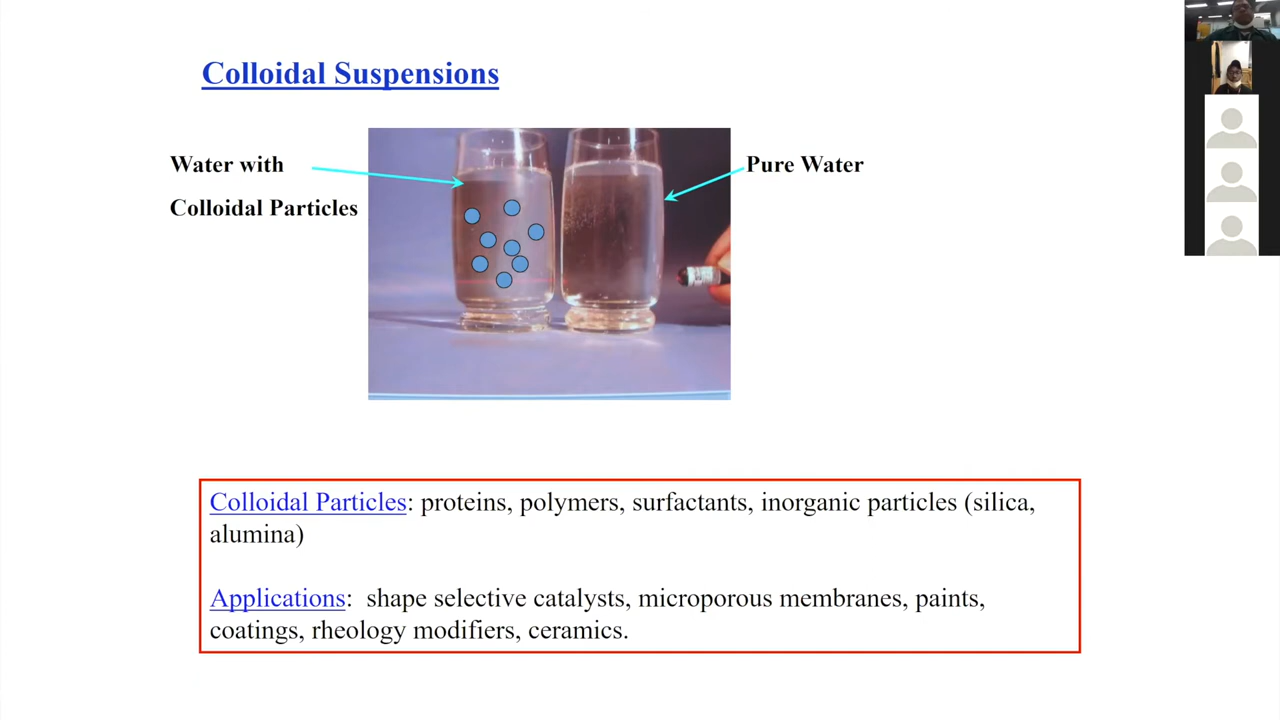 Colloidal Suspensions
Water with
Colloidal Particles
Pure Water
Colloidal Particles: proteins, polymers, surfactants, inorganic particles (silica,
alumina)
Applications:  shape selective catalysts, microporous membranes, paints,
coatings, rheology modifiers, ceramics.